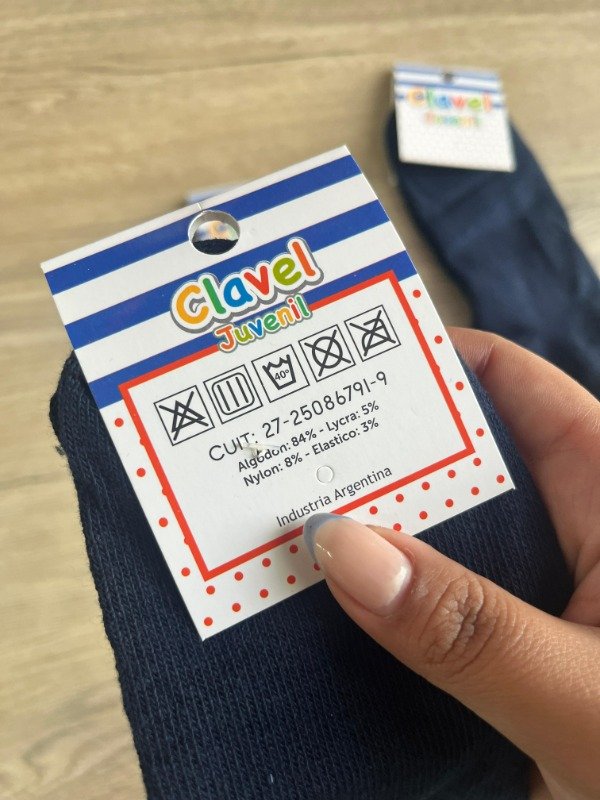 Clavel
Juvenil
40°
CUIT: 27-25086791-9
Algodon: 84% - Lycra: 5%
Nylon: 8% - Elastico: 3%
Industria Argentina
Clavel
Juvenil